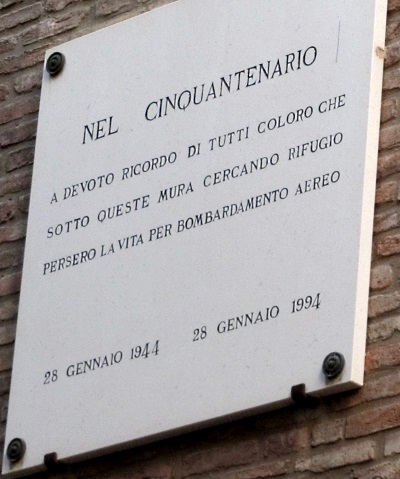 NEL CINQUANTENARIO
A DEVOTO RICORDO DI TUTTI COLORO CHE
SOTTO QUESTE MURA CERCANDO RIFUGIO
PERSERO LA VITA PER BOMBARDAMENTO AEREO
28 GENNAIO 1944 28 GENNAIO 1994